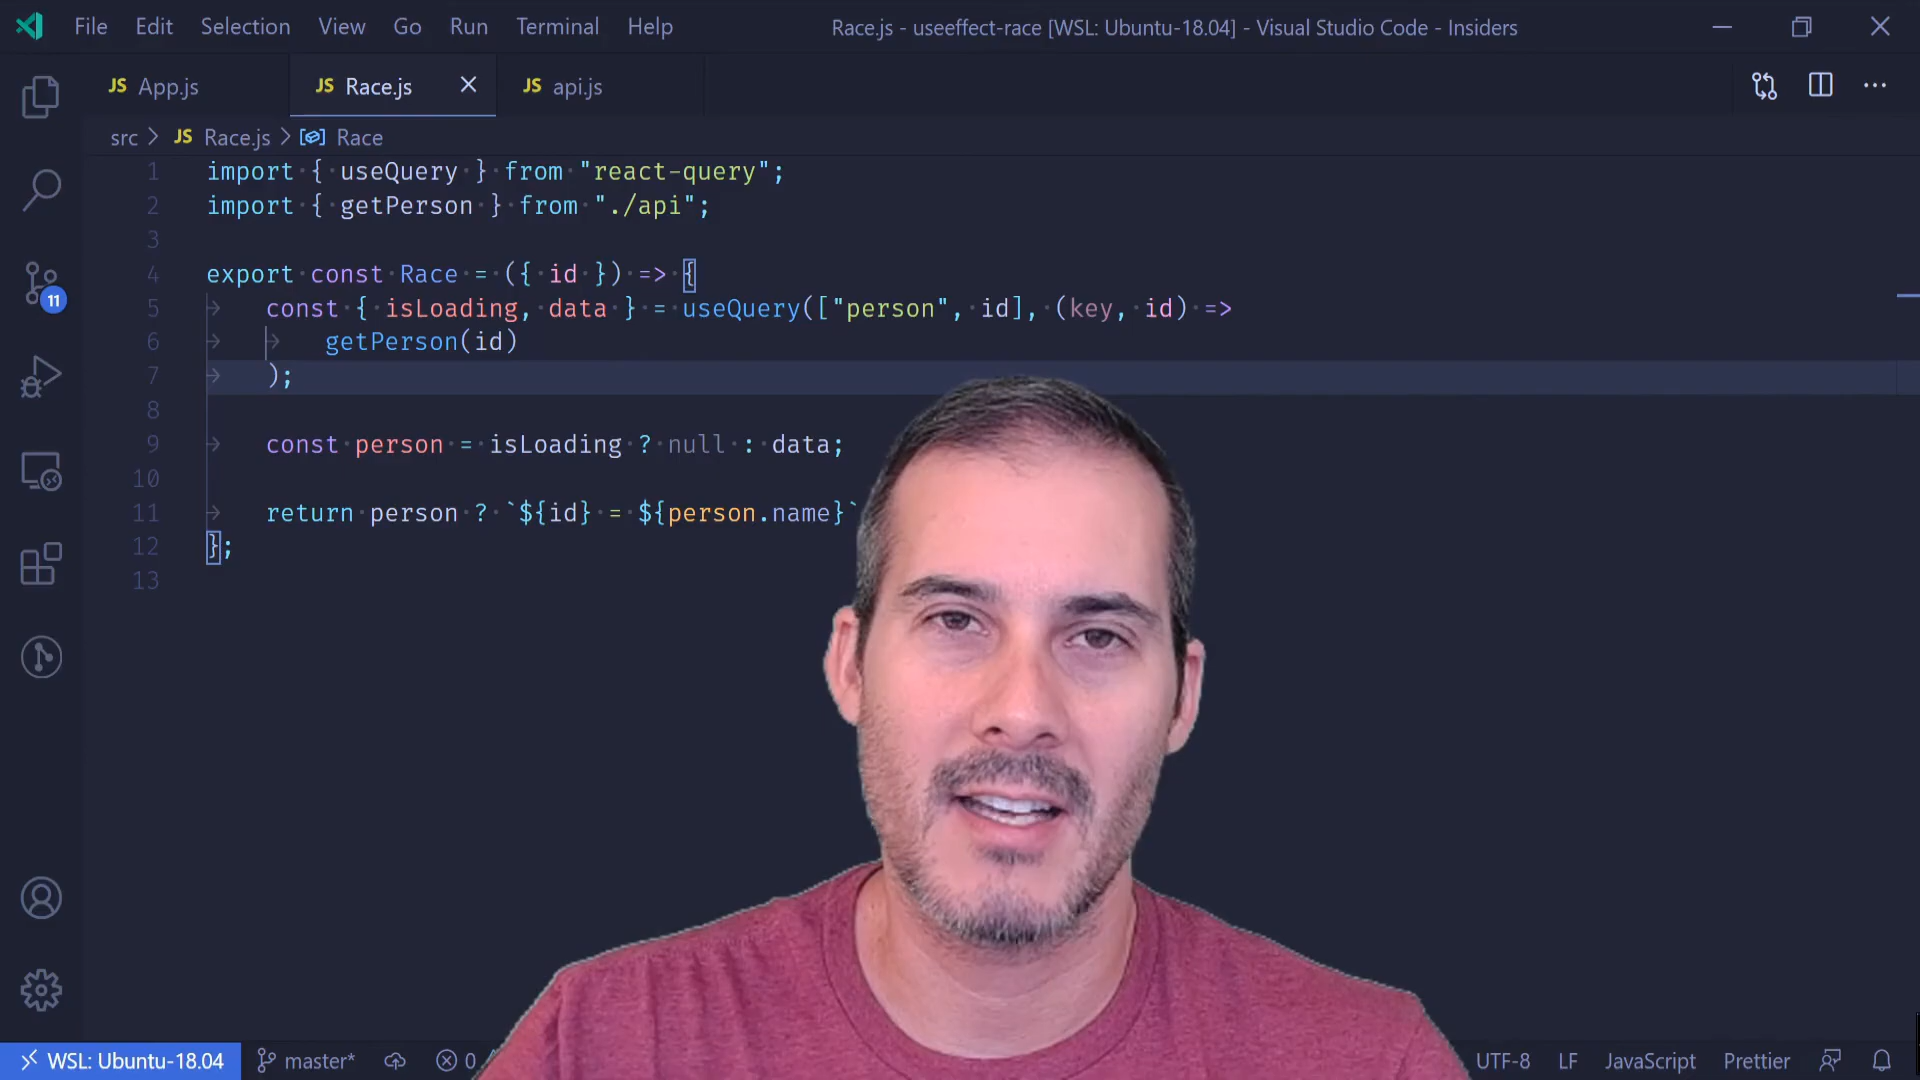 File Edit Selection View Go Run Terminal Help Race.js - useeffect-race [WSL: Ubuntu-18.04] - Visual Studio Code - Insiders
JS App.js JS Race.js JS api.js
src > JS Race.js > Race
1 import { useQuery } from "react-query";
2 import { getPerson } from "./api";
3
4 export const Race = ({ id }) => {
5 const { isLoading, data } = useQuery(["person", id], (key, id) =>
6 getPerson(id)
7 );
8
9 const person = isLoading ? null : data;
10
11 return person ? `${id} = ${person.name}`
12 };
13
11
WSL: Ubuntu-18.04 master* 0 UTF-8 LF JavaScript Prettier